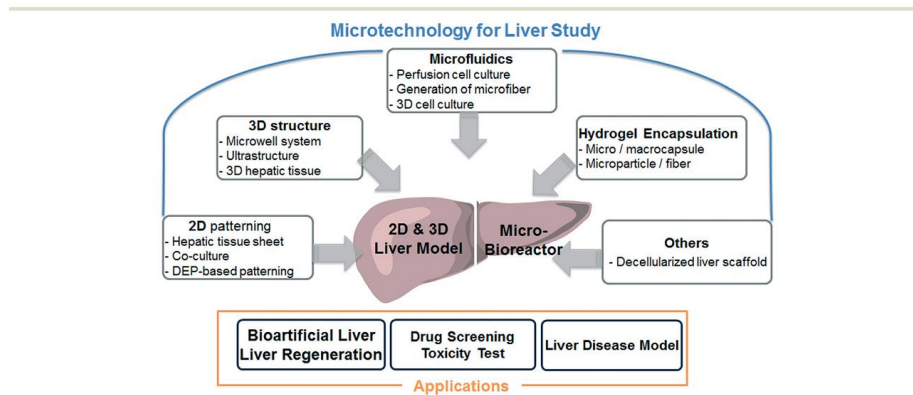 Microtechnology for Liver Study
Microfluidics
- Perfusion cell culture
- Generation of microfiber
- 3D cell culture
3D structure
- Microwell system
- Ultrastructure
- 3D hepatic tissue
Hydrogel Encapsulation
- Micro / macrocapsule
- Microparticle / fiber
2D patterning
- Hepatic tissue sheet
- Co-culture
- DEP-based patterning
2D & 3D
Liver Model
Micro-
Bioreactor
Others
- Decellularized liver scaffold
Bioartificial Liver
Liver Regeneration
Drug Screening
Toxicity Test
Liver Disease Model
Applications